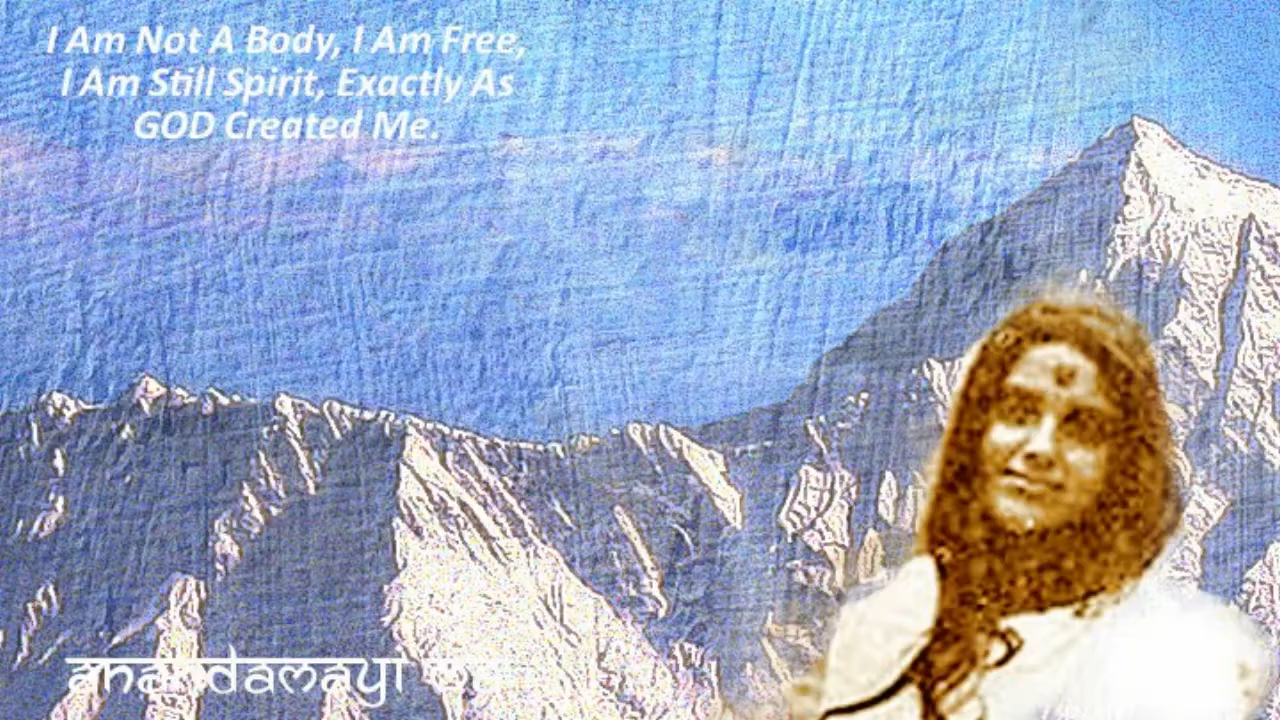 I Am Not A Body, I Am Free,
I Am Still Spirit, Exactly As
GOD Created Me.
anandamayi